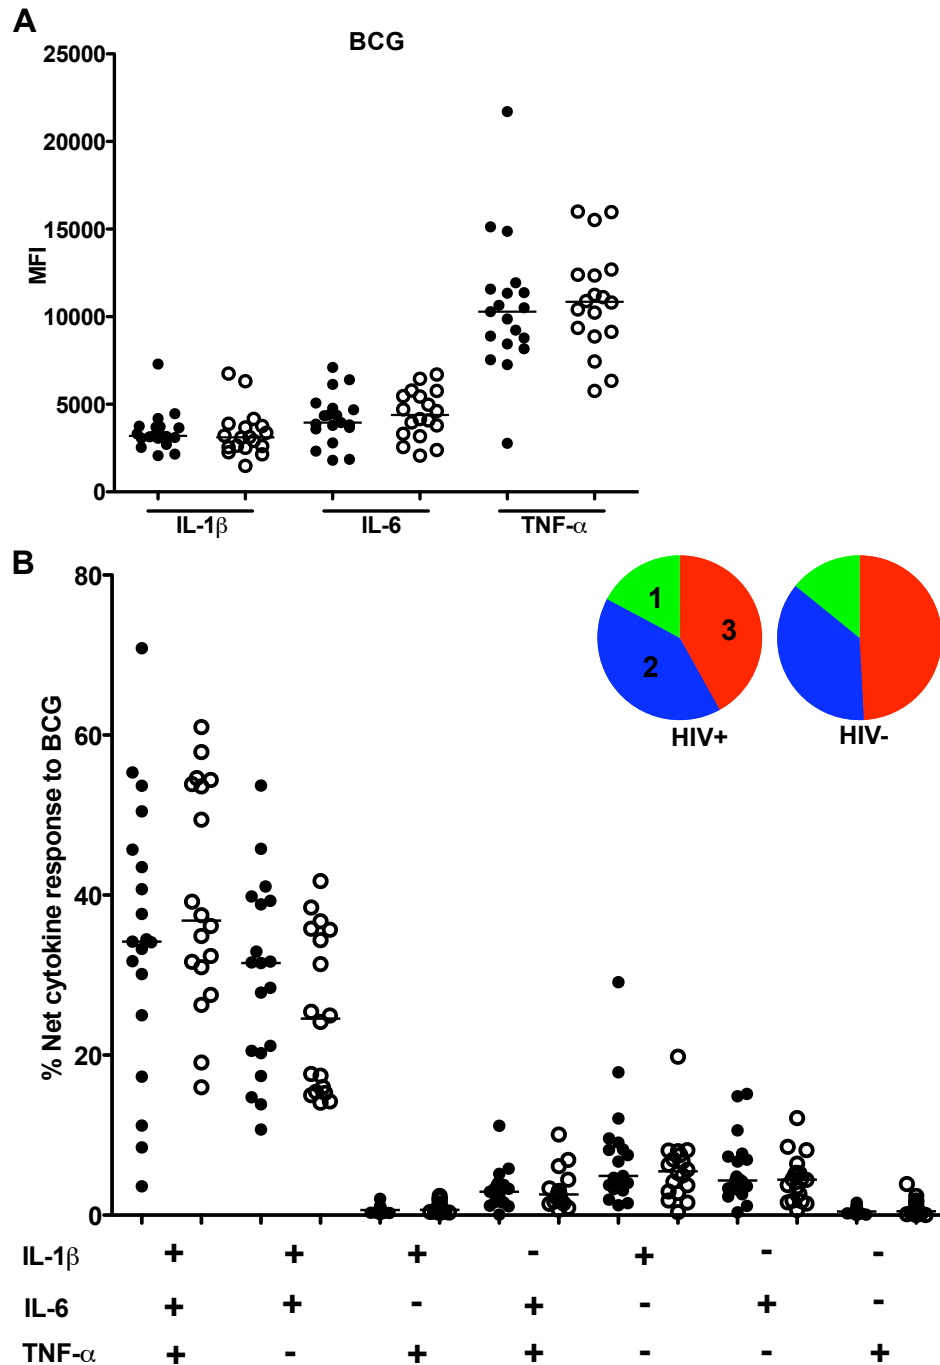 A
BCG
25000
20000
15000
10000
5000
0
MFI
IL-1β
IL-6
TNF-α
B
80
60
40
20
0
% Net cytokine response to BCG
1
2
3
HIV+
HIV-
IL-1β + + + - + - -
IL-6 + + - + - + -
TNF-α + - + + - - +